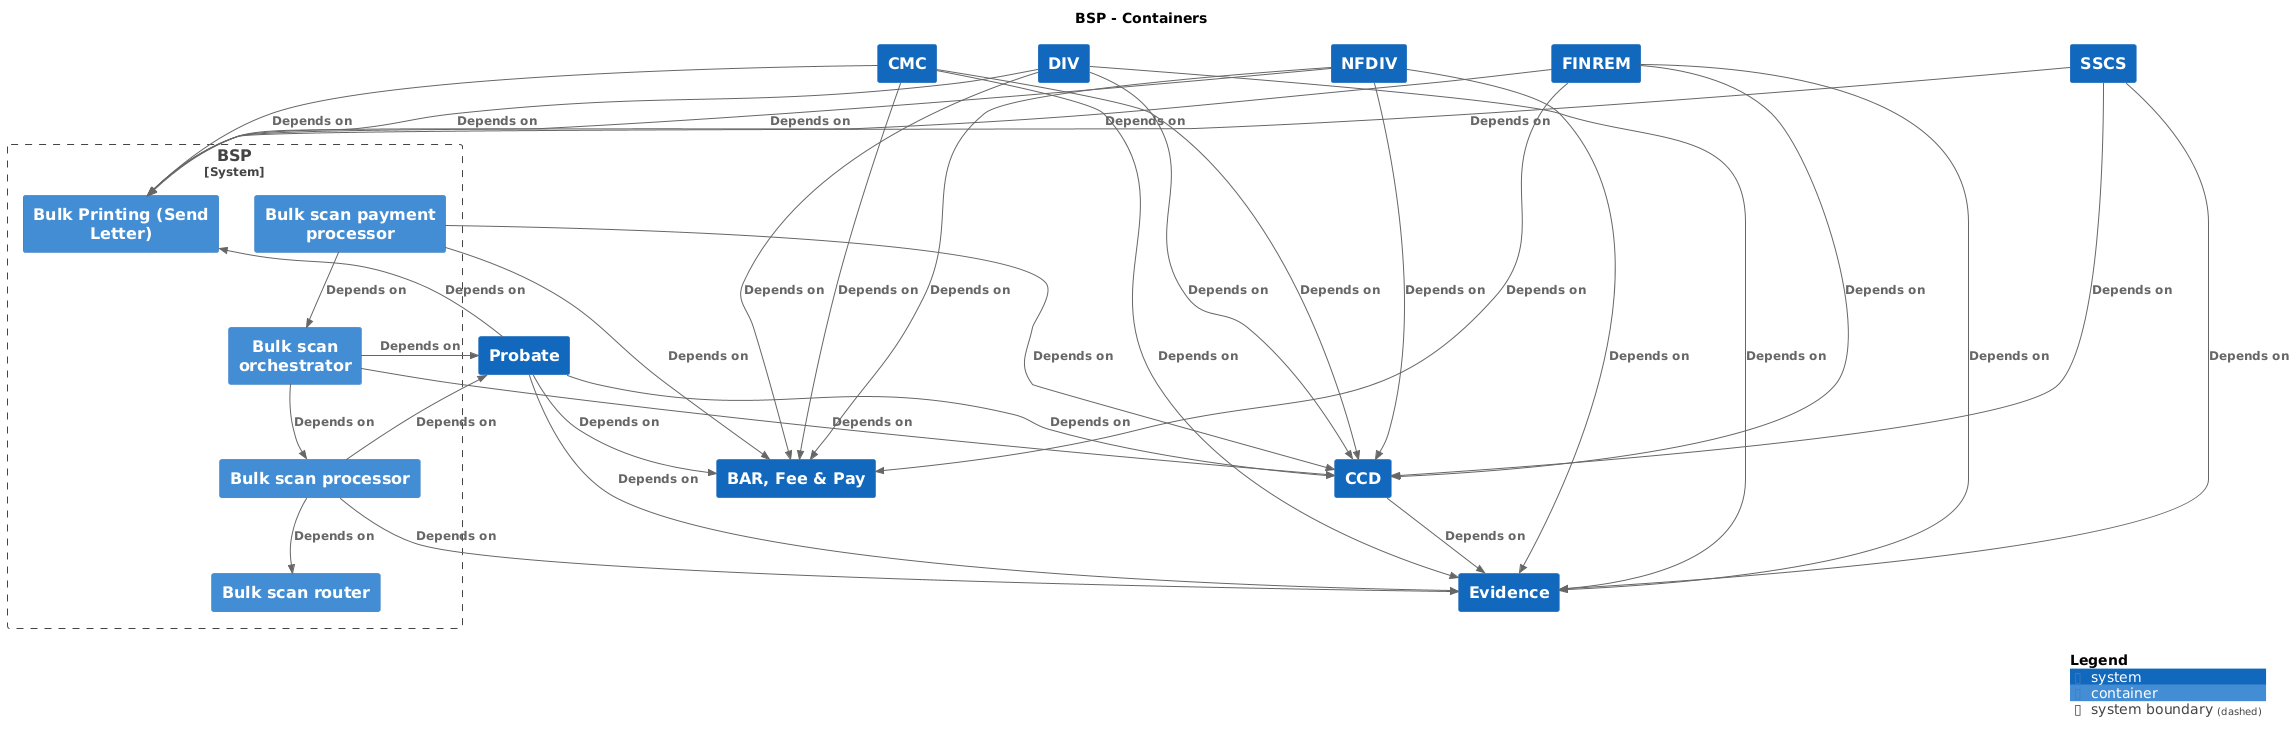 BSP - Containers
CMC
DIV
NFDIV
FINREM
SSCS
Depends on
Depends on
Depends on
Depends on
Depends on
BSP
[System]
Bulk Printing (Send
Letter)
Bulk scan payment
processor
Depends on
Depends on
Depends on
Depends on
Depends on
Depends on
Depends on
Depends on
Depends on
Depends on
Depends on
Bulk scan
orchestrator
Depends on
Probate
Depends on
Depends on
Depends on
Depends on
Depends on
Depends on
Depends on
Depends on
Depends on
Depends on
Depends on
Depends on
Bulk scan processor
Depends on
BAR, Fee & Pay
CCD
Depends on
Depends on
Depends on
Bulk scan router
Evidence
Legend
system
container
system boundary (dashed)